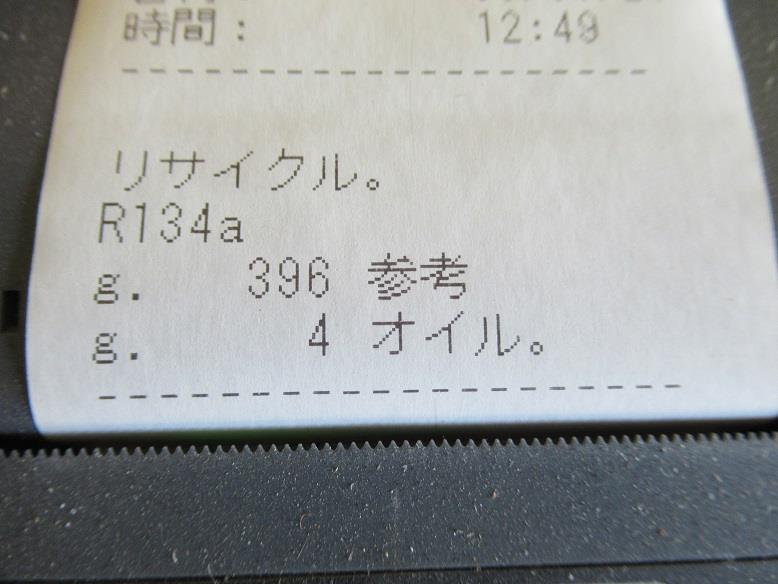 時間： 12:49
リサイクル。
R134a
g. 396 参考
g. 4 オイル。